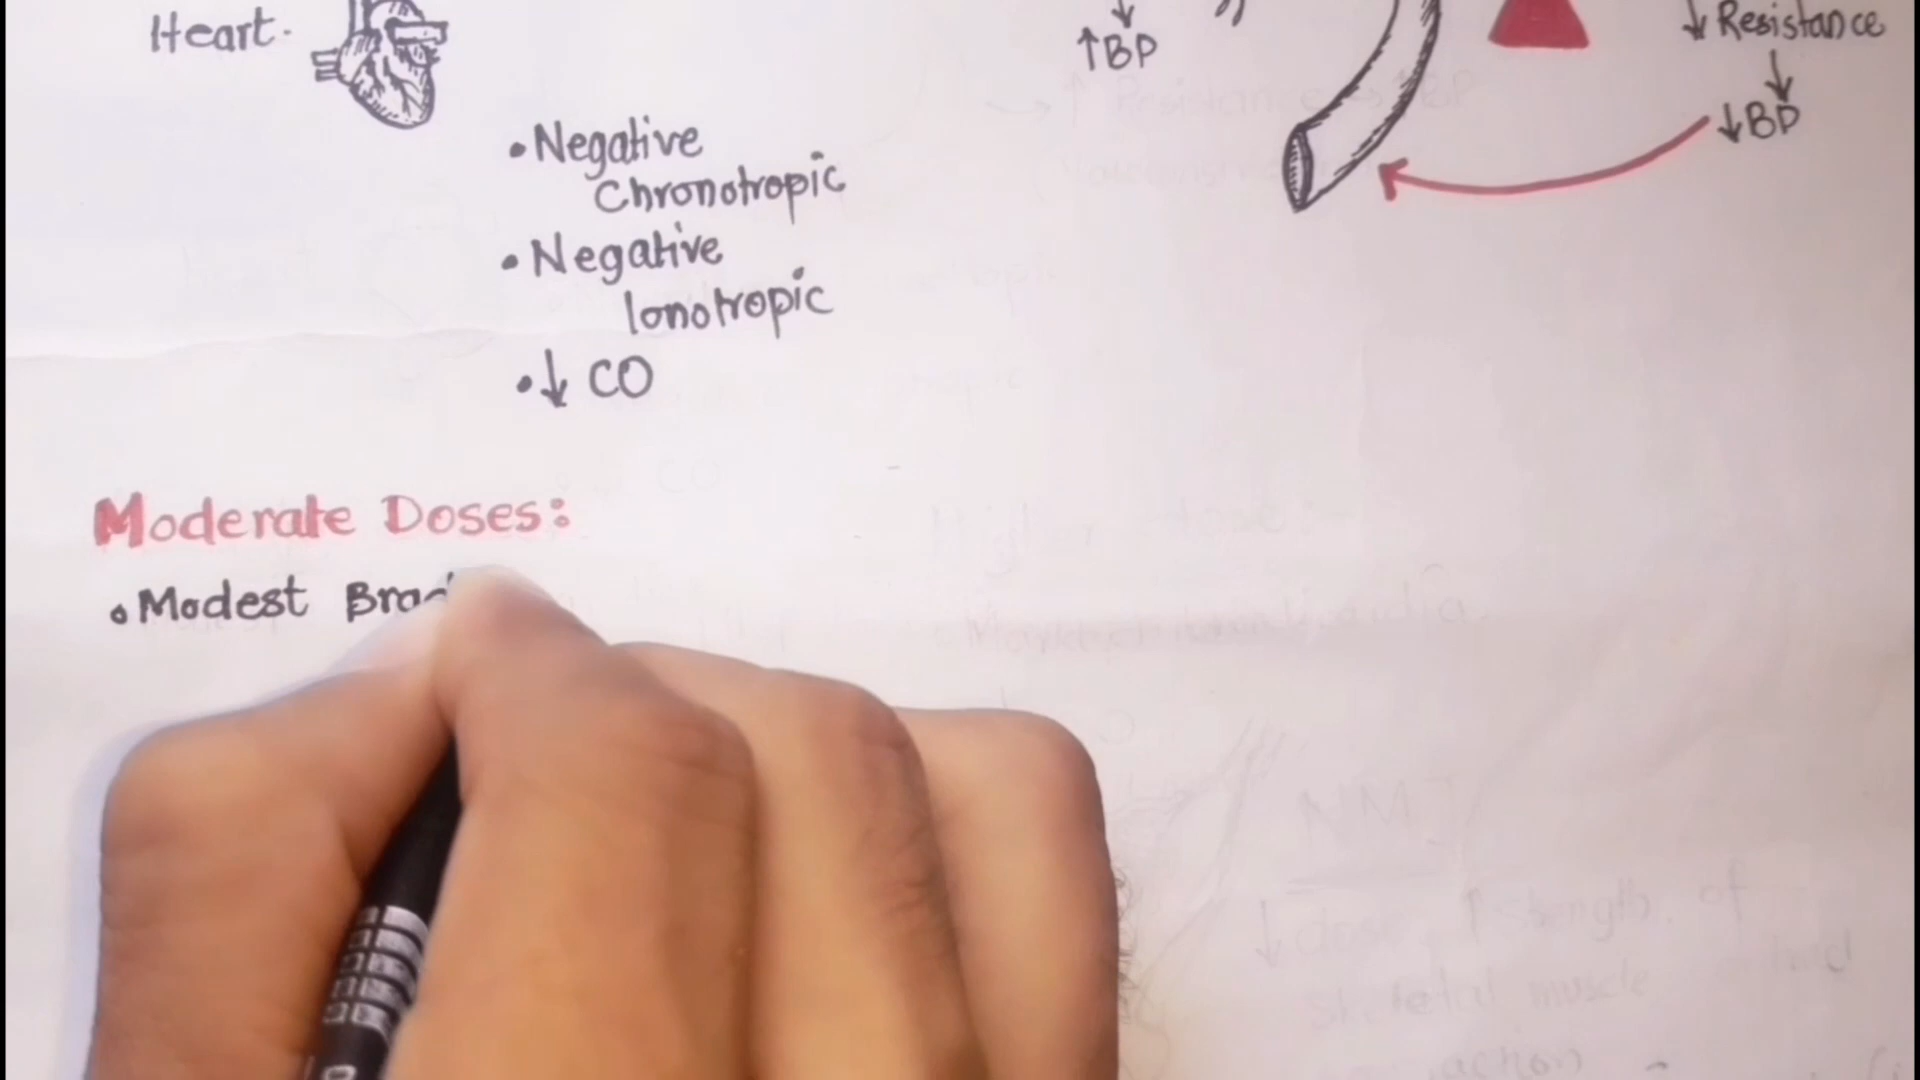 Heart.
• Negative
Chronotropic
• Negative
Ionotropic
• ↓ CO
↑BP
↓ Resistance
↓
↓BP
Moderate Doses:
• Modest Brad